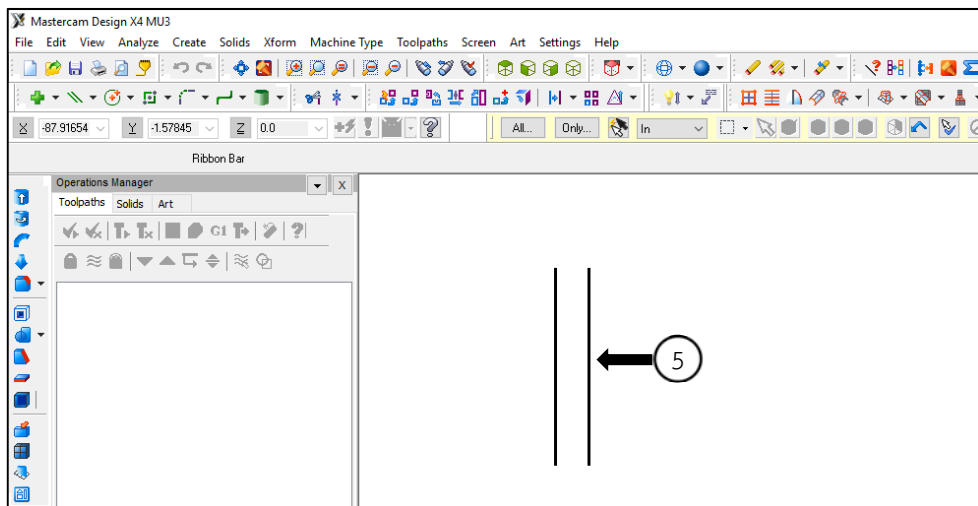 Mastercam Design X4 MU3
File Edit View Analyze Create Solids Xform Machine Type Toolpaths Screen Art Settings Help
X -87.91654 Y -1.57845 Z 0.0 All... Only... In
Ribbon Bar
Operations Manager
Toolpaths Solids Art
G1
5